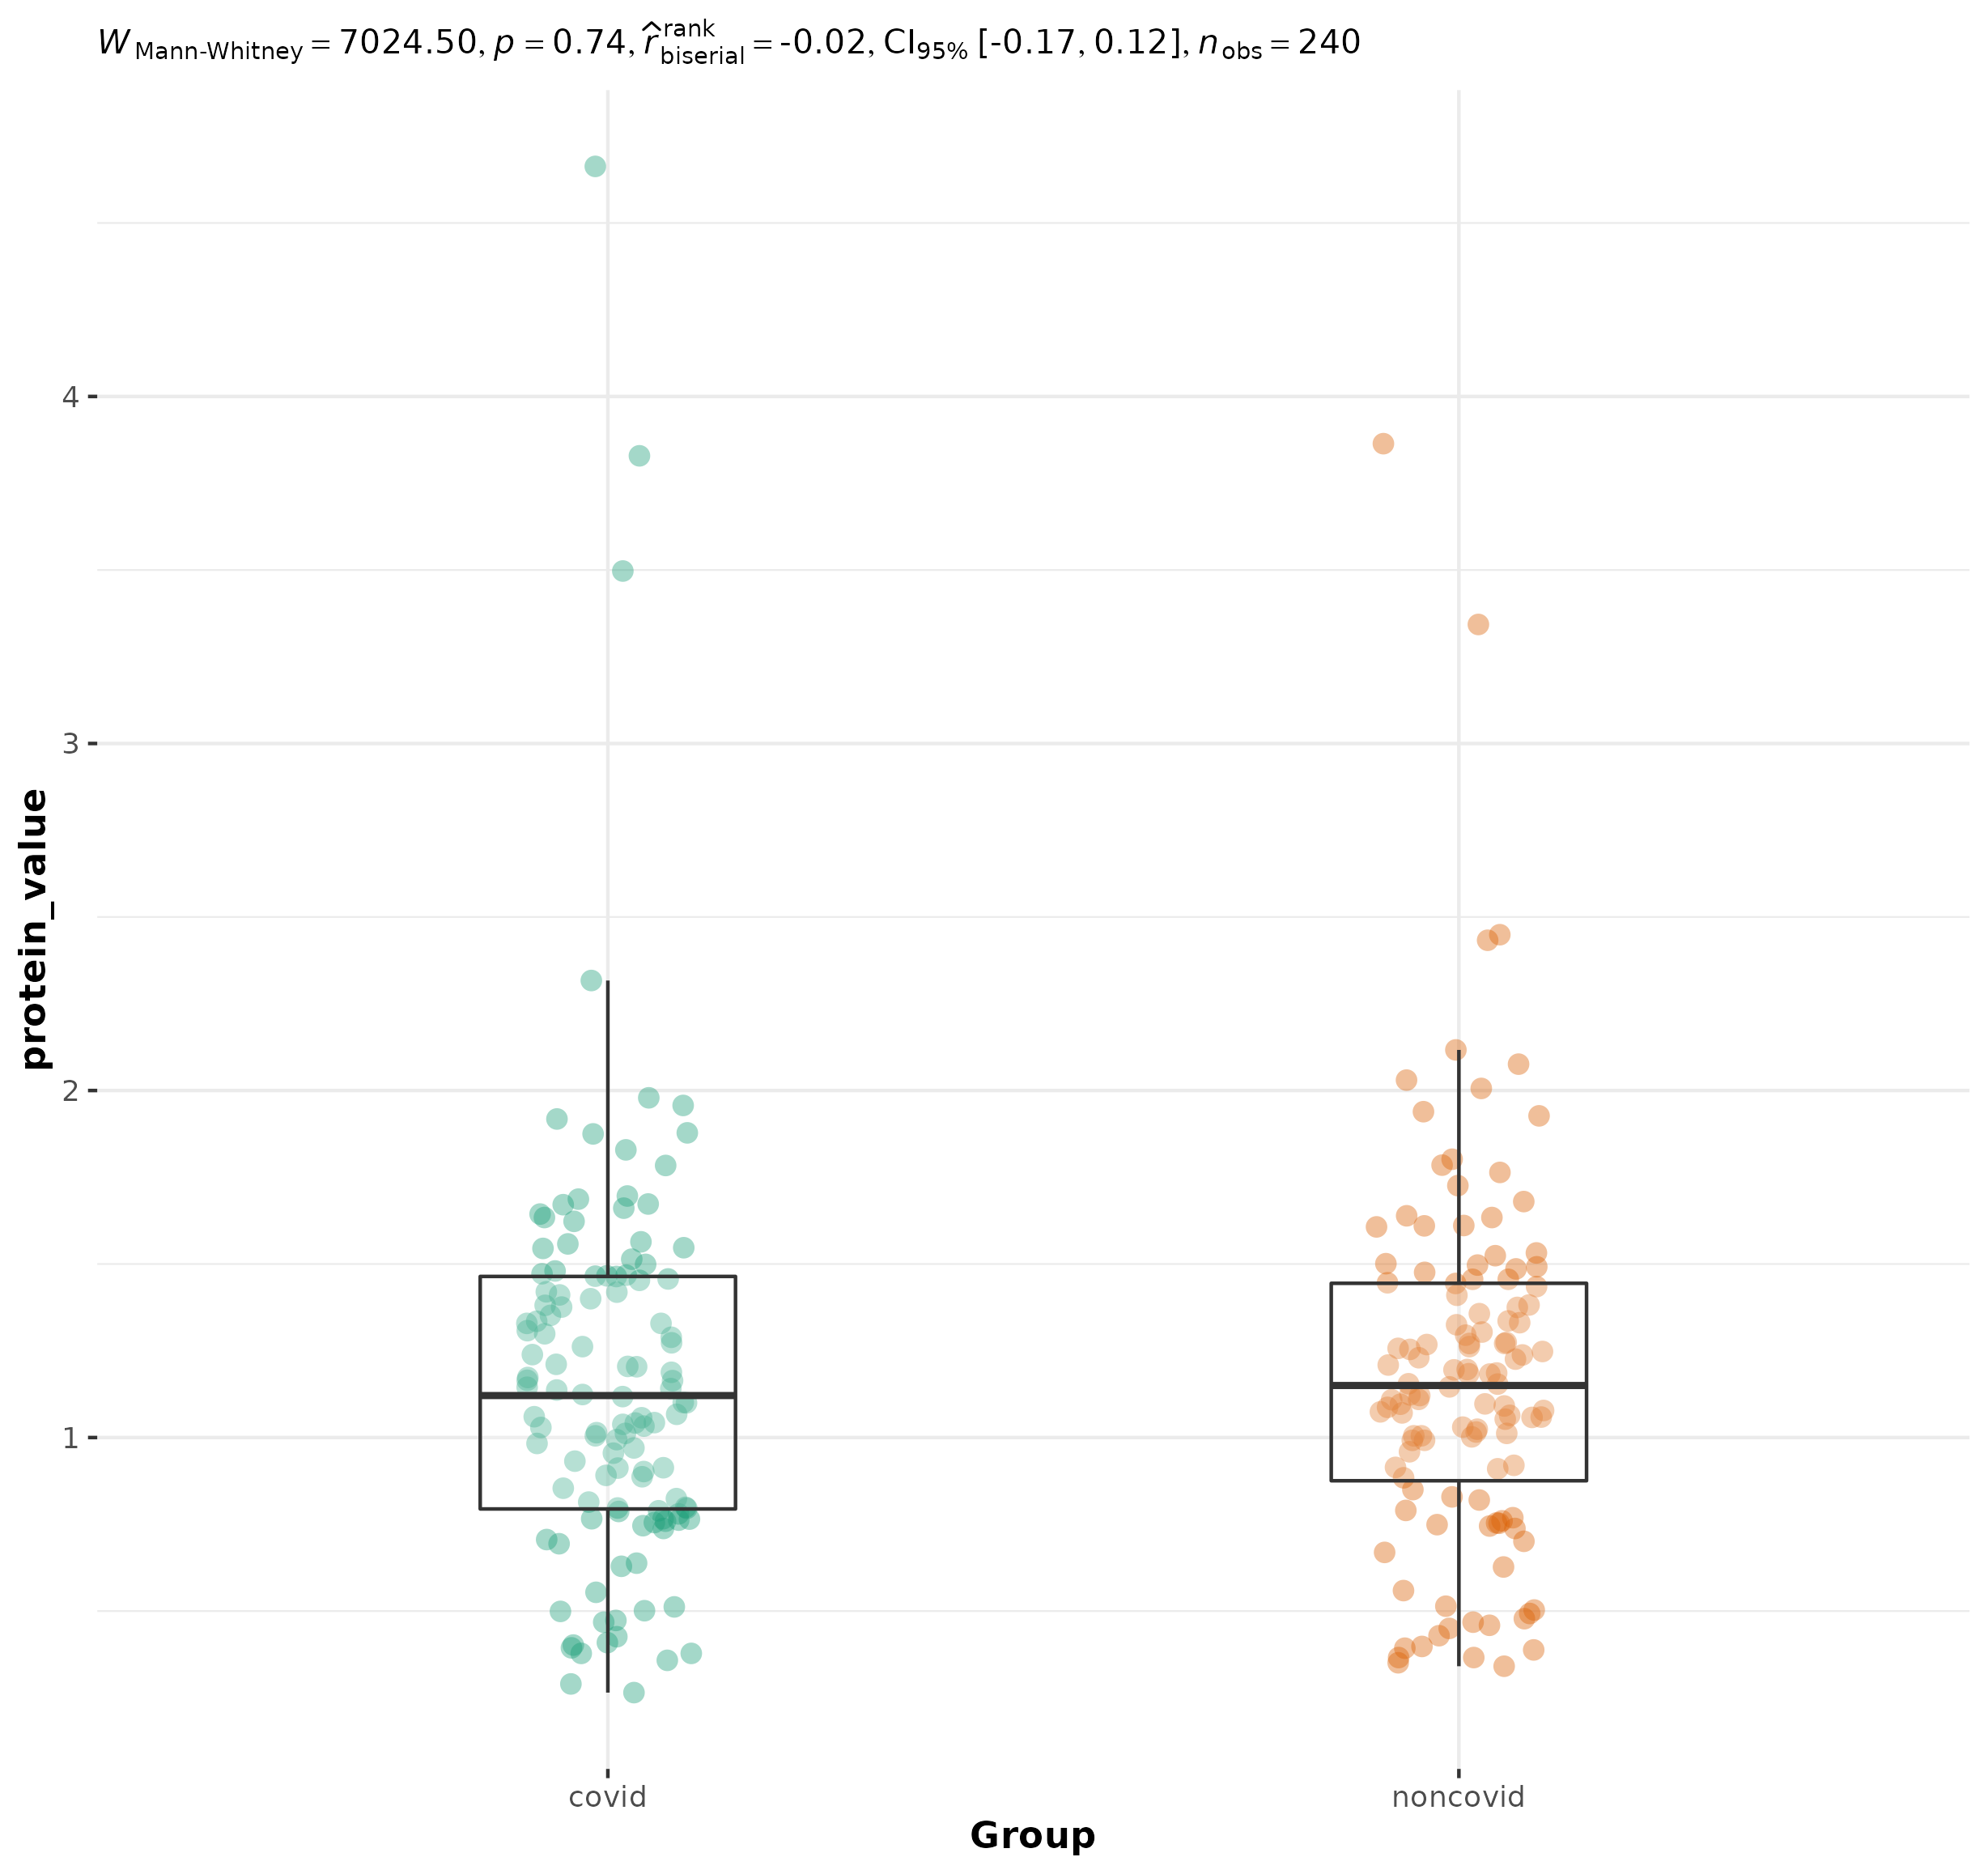 W Mann-Whitney = 7024.50, p = 0.74, r̂ rank biserial = -0.02, CI95% [-0.17, 0.12], nobs = 240
protein_value
4
3
2
1
covid noncovid
Group